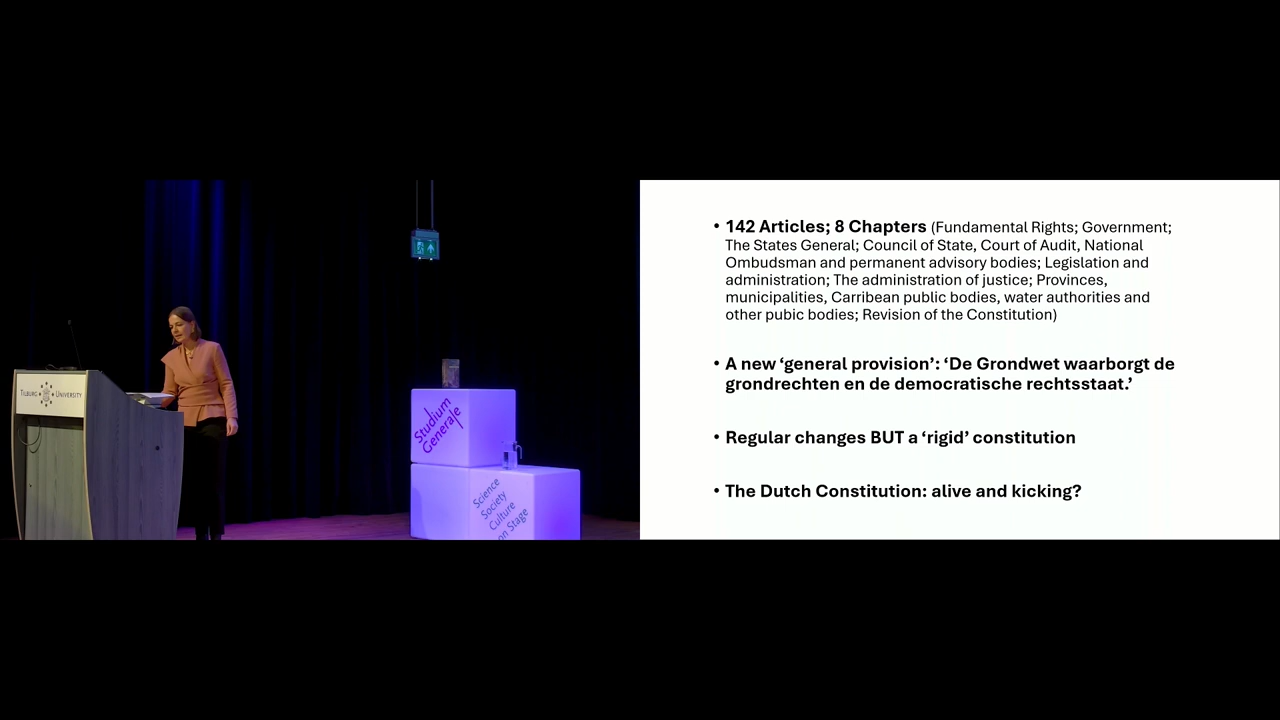 TILBURG UNIVERSITY
Studium
Generale
Science
Society
Culture
on Stage
• 142 Articles; 8 Chapters (Fundamental Rights; Government;
The States General; Council of State, Court of Audit, National
Ombudsman and permanent advisory bodies; Legislation and
administration; The administration of justice; Provinces,
municipalities, Carribean public bodies, water authorities and
other pubic bodies; Revision of the Constitution)
• A new ‘general provision’: ‘De Grondwet waarborgt de
grondrechten en de democratische rechtsstaat.’
• Regular changes BUT a ‘rigid’ constitution
• The Dutch Constitution: alive and kicking?